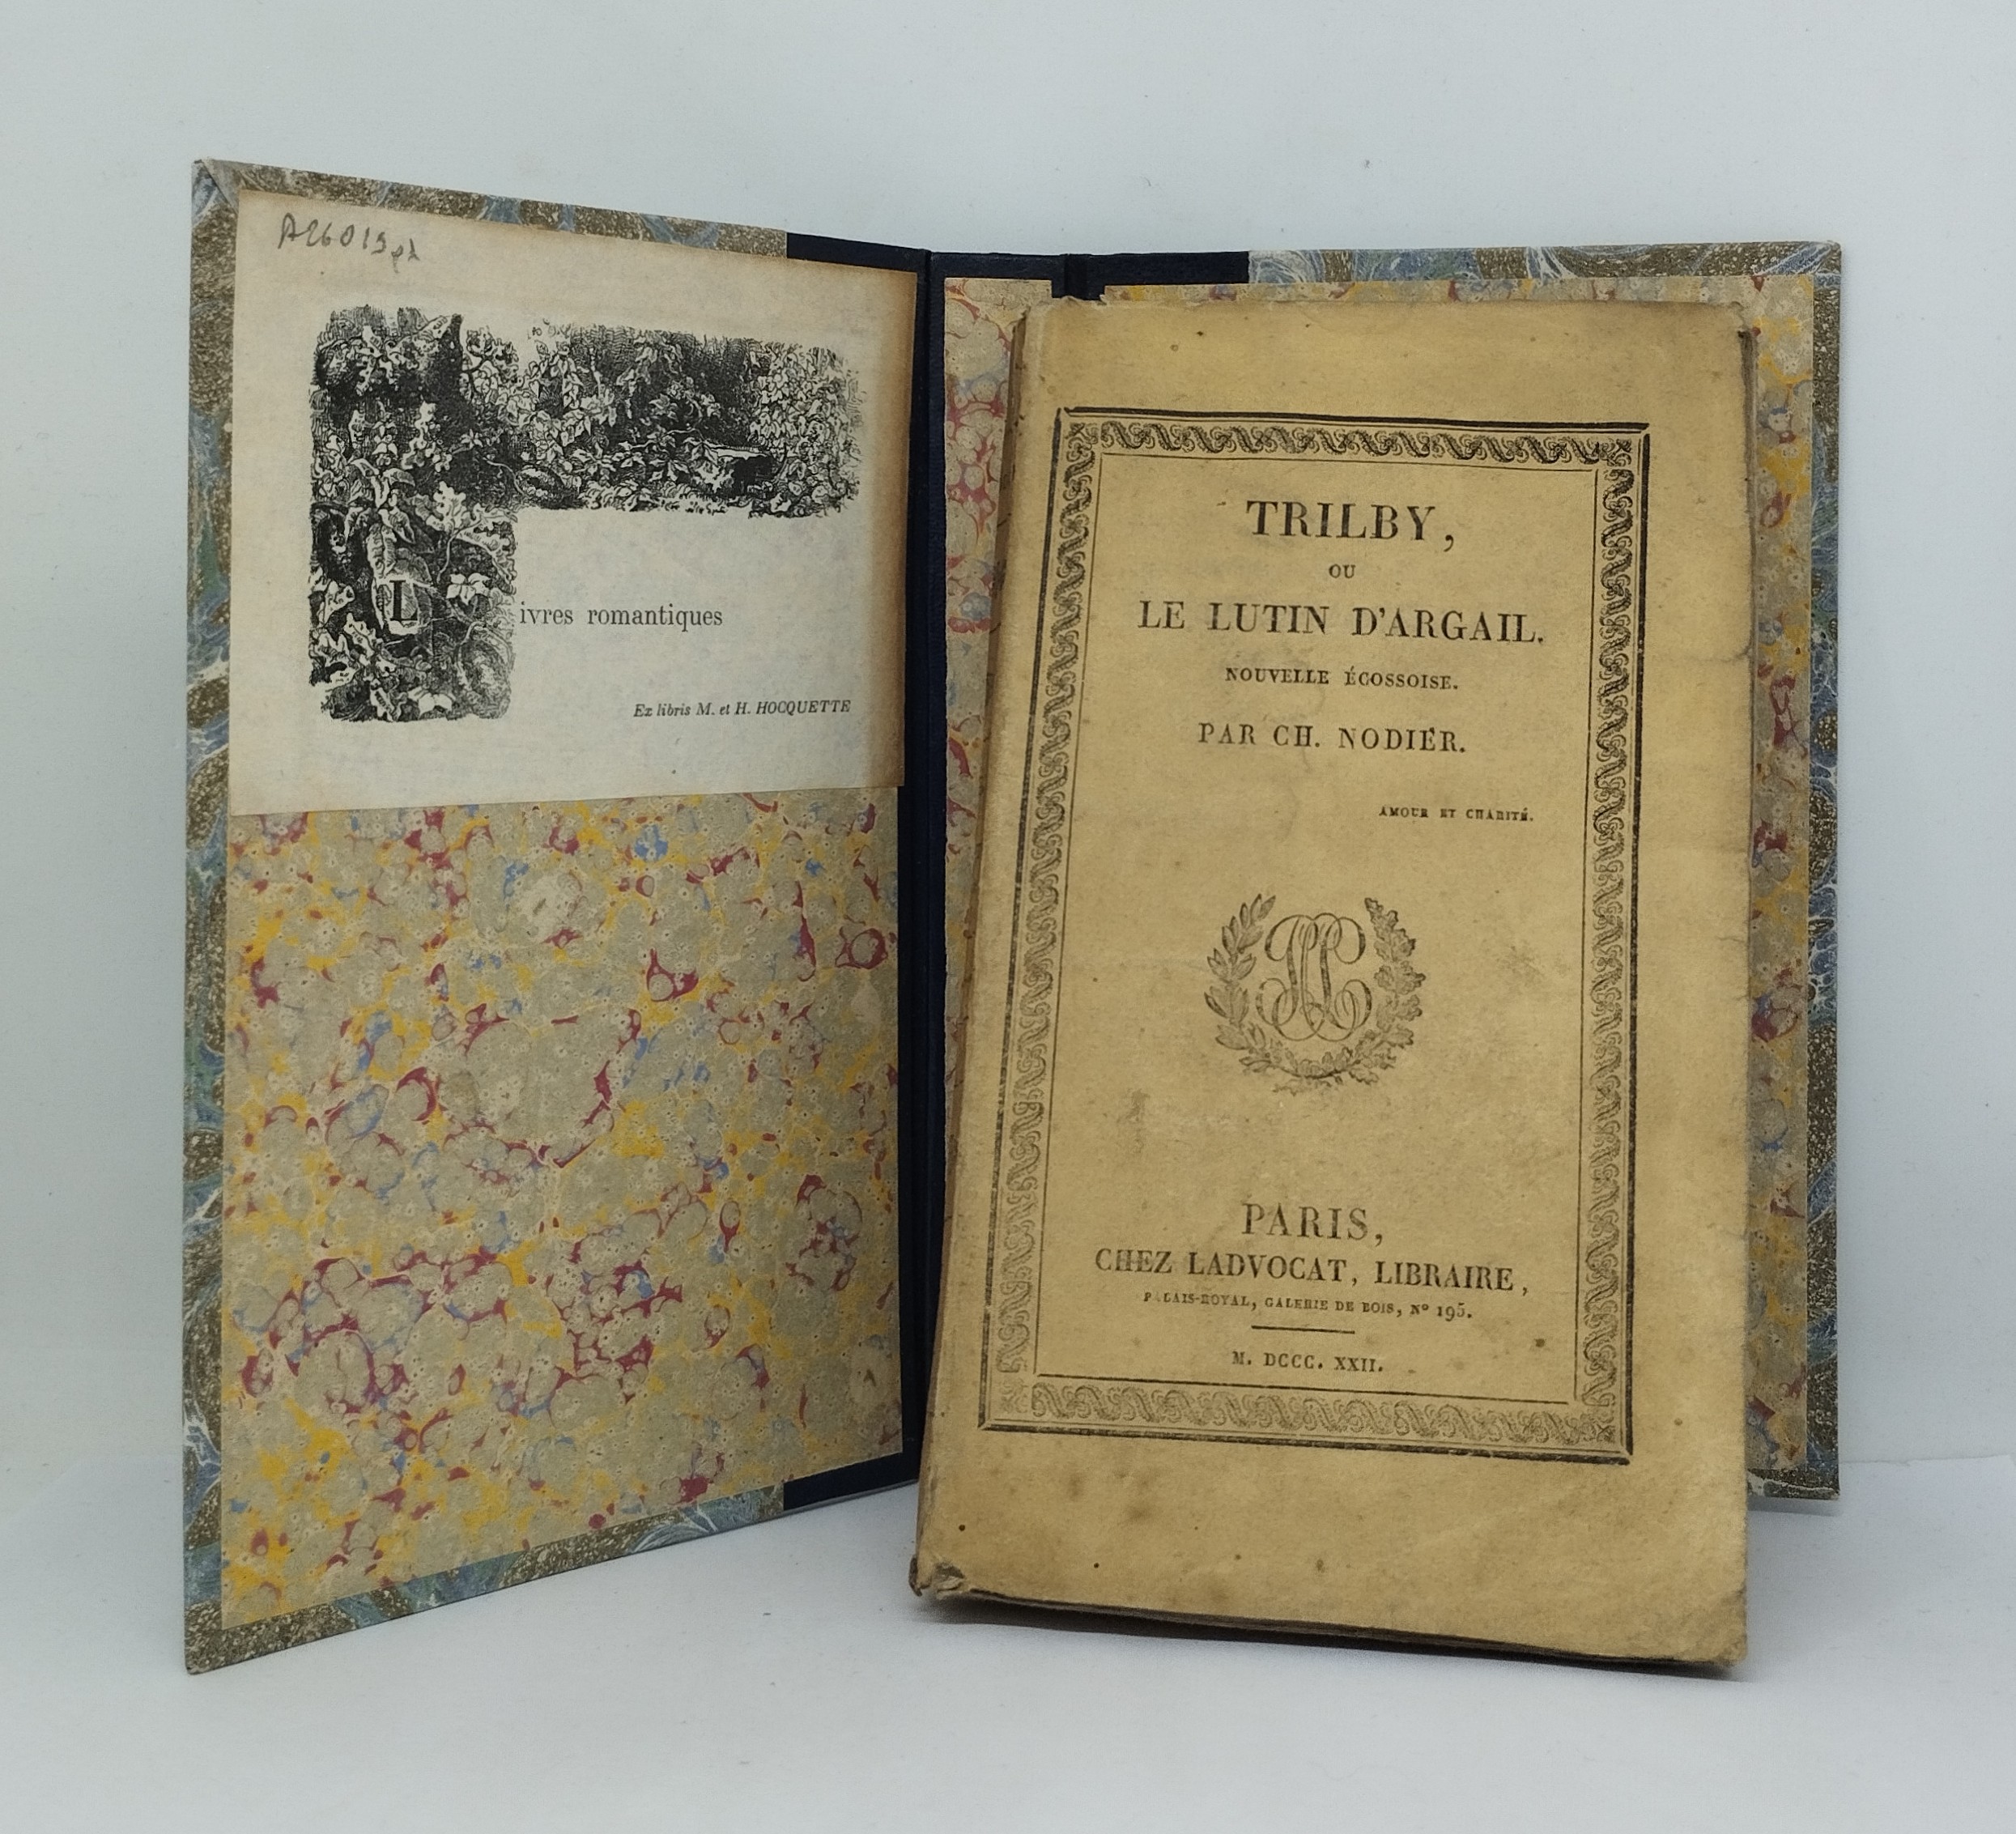 Livres romantiques
Ex libris M. et H. HOCQUETTE
TRILBY,
OU
LE LUTIN D'ARGAIL.
NOUVELLE ÉCOSSOISE.
PAR CH. NODIER.
AMOUR ET CHARITÉ.
PARIS,
CHEZ LADVOCAT, LIBRAIRE,
PALAIS-ROYAL, GALERIE DE BOIS, Nº 195.
M. DCCC. XXII.